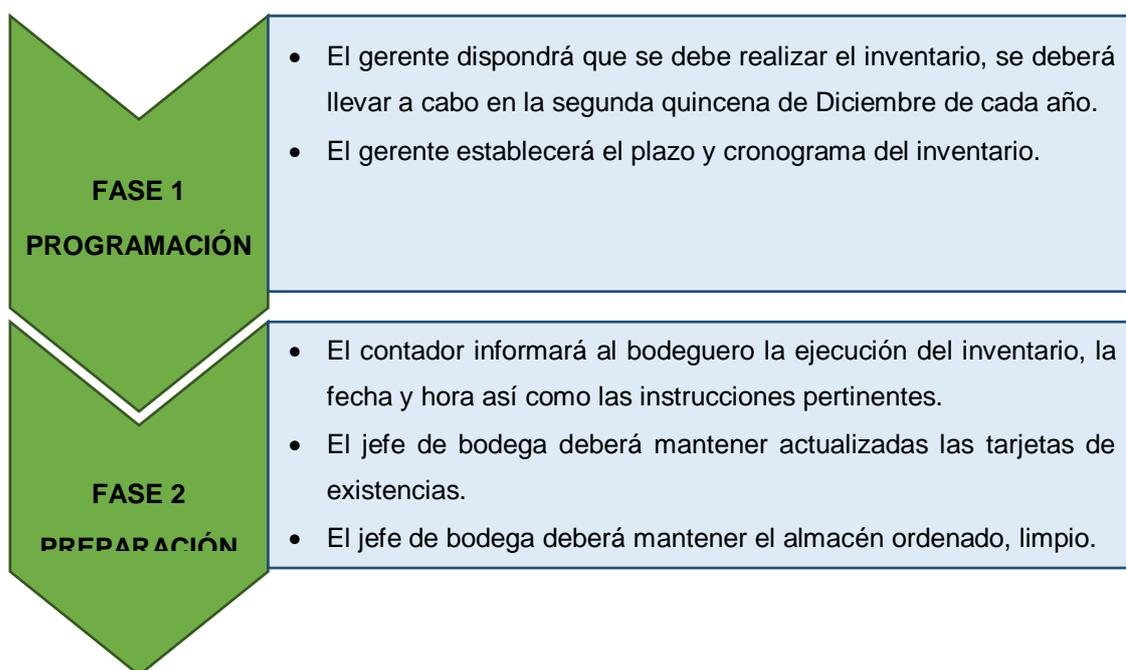 FASE 1
PROGRAMACIÓN
• El gerente dispondrá que se debe realizar el inventario, se deberá
llevar a cabo en la segunda quincena de Diciembre de cada año.
• El gerente establecerá el plazo y cronograma del inventario.
FASE 2
PREPARACIÓN
• El contador informará al bodeguero la ejecución del inventario, la
fecha y hora así como las instrucciones pertinentes.
• El jefe de bodega deberá mantener actualizadas las tarjetas de
existencias.
• El jefe de bodega deberá mantener el almacén ordenado, limpio.